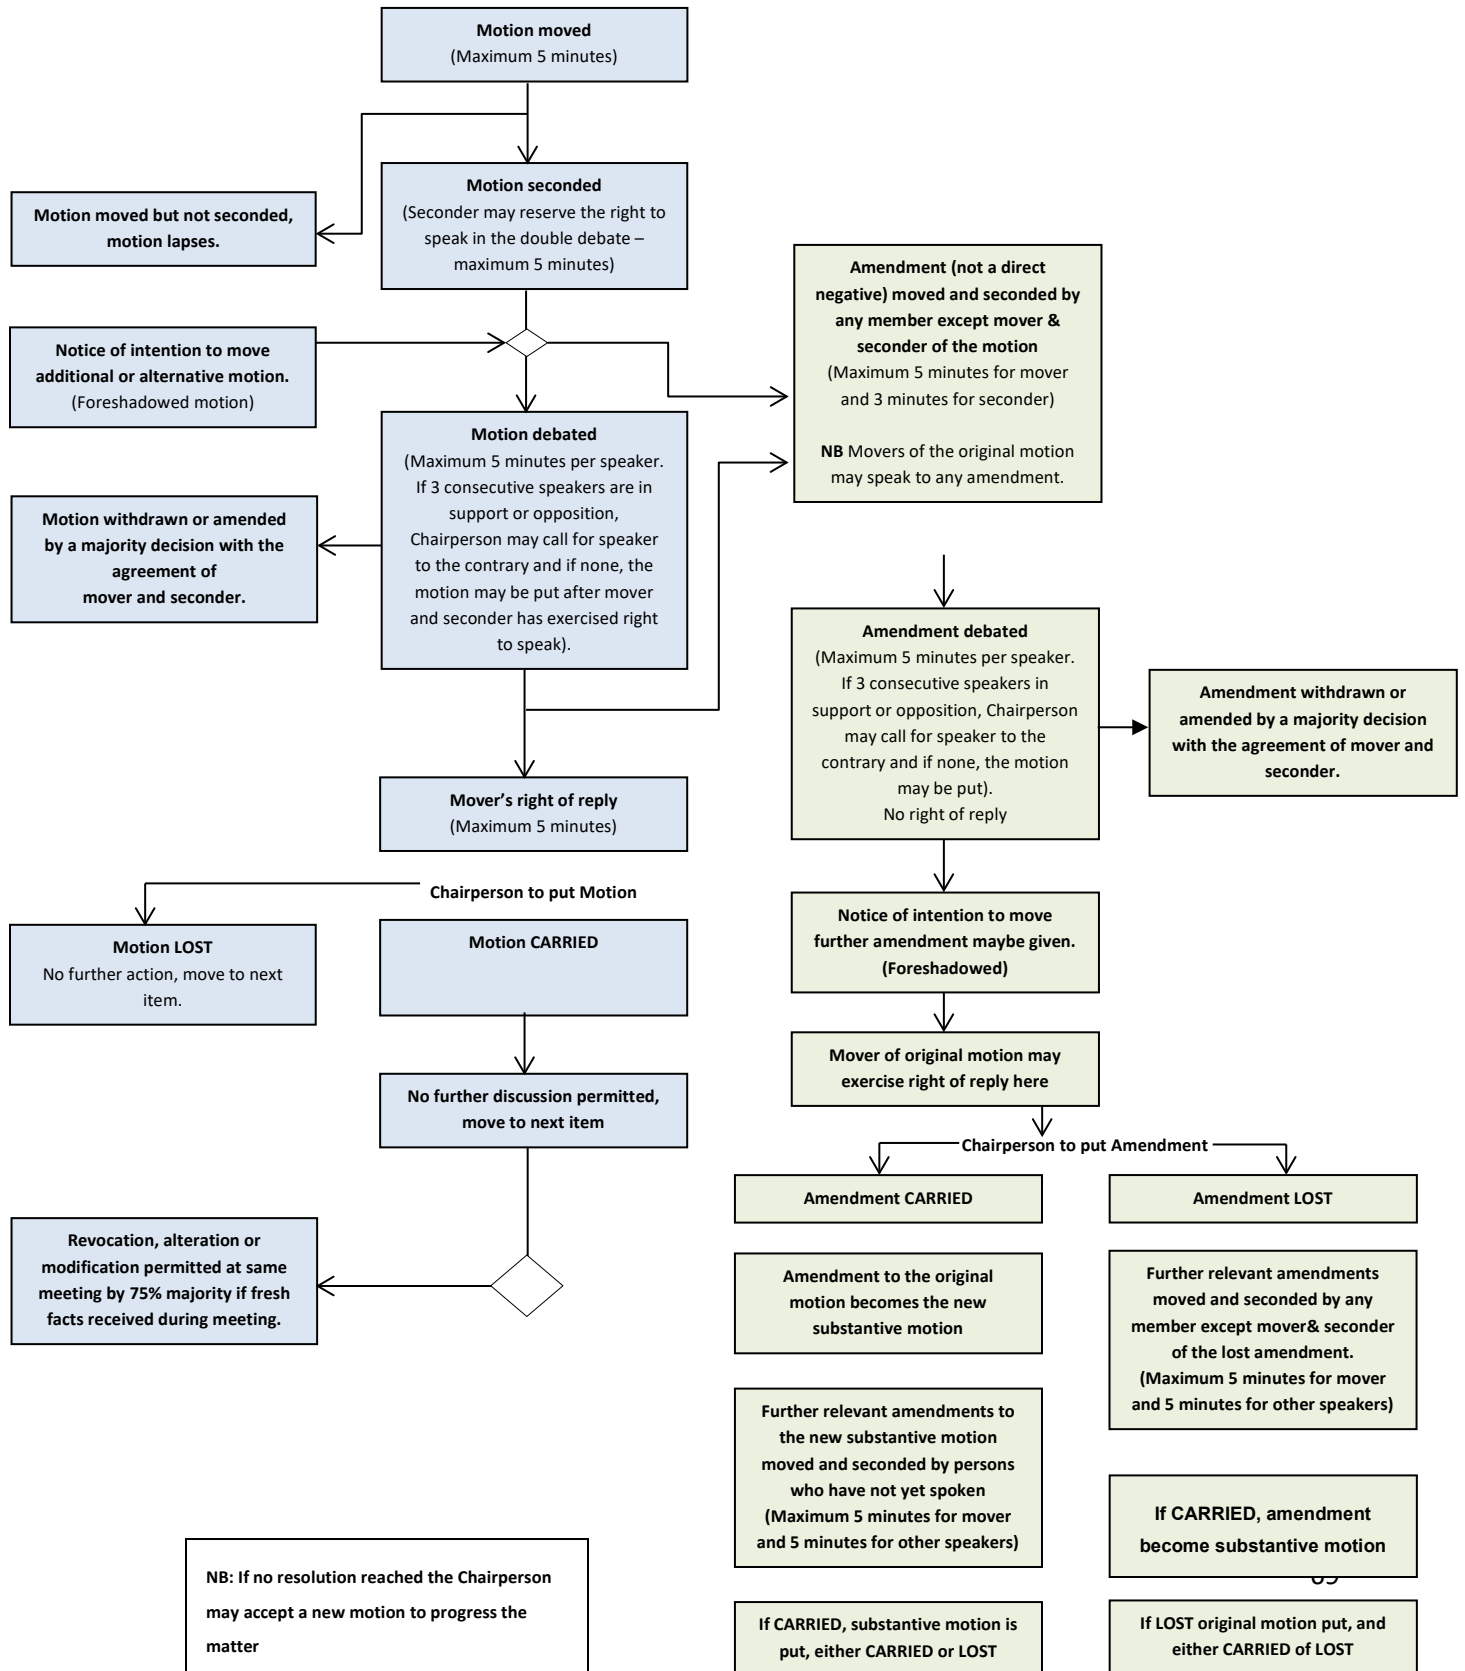 Motion moved
(Maximum 5 minutes)
Motion seconded
(Seconder may reserve the right to
speak in the double debate –
maximum 5 minutes)
Motion moved but not seconded,
motion lapses.
Notice of intention to move
additional or alternative motion.
(Foreshadowed motion)
Motion debated
(Maximum 5 minutes per speaker.
If 3 consecutive speakers are in
support or opposition,
Chairperson may call for speaker
to the contrary and if none, the
motion may be put after mover
and seconder has exercised right
to speak).
Motion withdrawn or amended
by a majority decision with the
agreement of
mover and seconder.
Mover’s right of reply
(Maximum 5 minutes)
Chairperson to put Motion
Motion LOST
No further action, move to next
item.
Motion CARRIED
No further discussion permitted,
move to next item
Revocation, alteration or
modification permitted at same
meeting by 75% majority if fresh
facts received during meeting.
NB: If no resolution reached the Chairperson
may accept a new motion to progress the
matter
Amendment (not a direct
negative) moved and seconded by
any member except mover &
seconder of the motion
(Maximum 5 minutes for mover
and 3 minutes for seconder)
NB Movers of the original motion
may speak to any amendment.
Amendment debated
(Maximum 5 minutes per speaker.
If 3 consecutive speakers in
support or opposition, Chairperson
may call for speaker to the
contrary and if none, the motion
may be put).
No right of reply
Amendment withdrawn or
amended by a majority decision
with the agreement of mover and
seconder.
Notice of intention to move
further amendment maybe given.
(Foreshadowed)
Mover of original motion may
exercise right of reply here
Chairperson to put Amendment
Amendment CARRIED
Amendment to the original
motion becomes the new
substantive motion
Further relevant amendments to
the new substantive motion
moved and seconded by persons
who have not yet spoken
(Maximum 5 minutes for mover
and 5 minutes for other speakers)
If CARRIED, substantive motion is
put, either CARRIED or LOST
Amendment LOST
Further relevant amendments
moved and seconded by any
member except mover& seconder
of the lost amendment.
(Maximum 5 minutes for mover
and 5 minutes for other speakers)
If CARRIED, amendment
become substantive motion
If LOST original motion put, and
either CARRIED of LOST